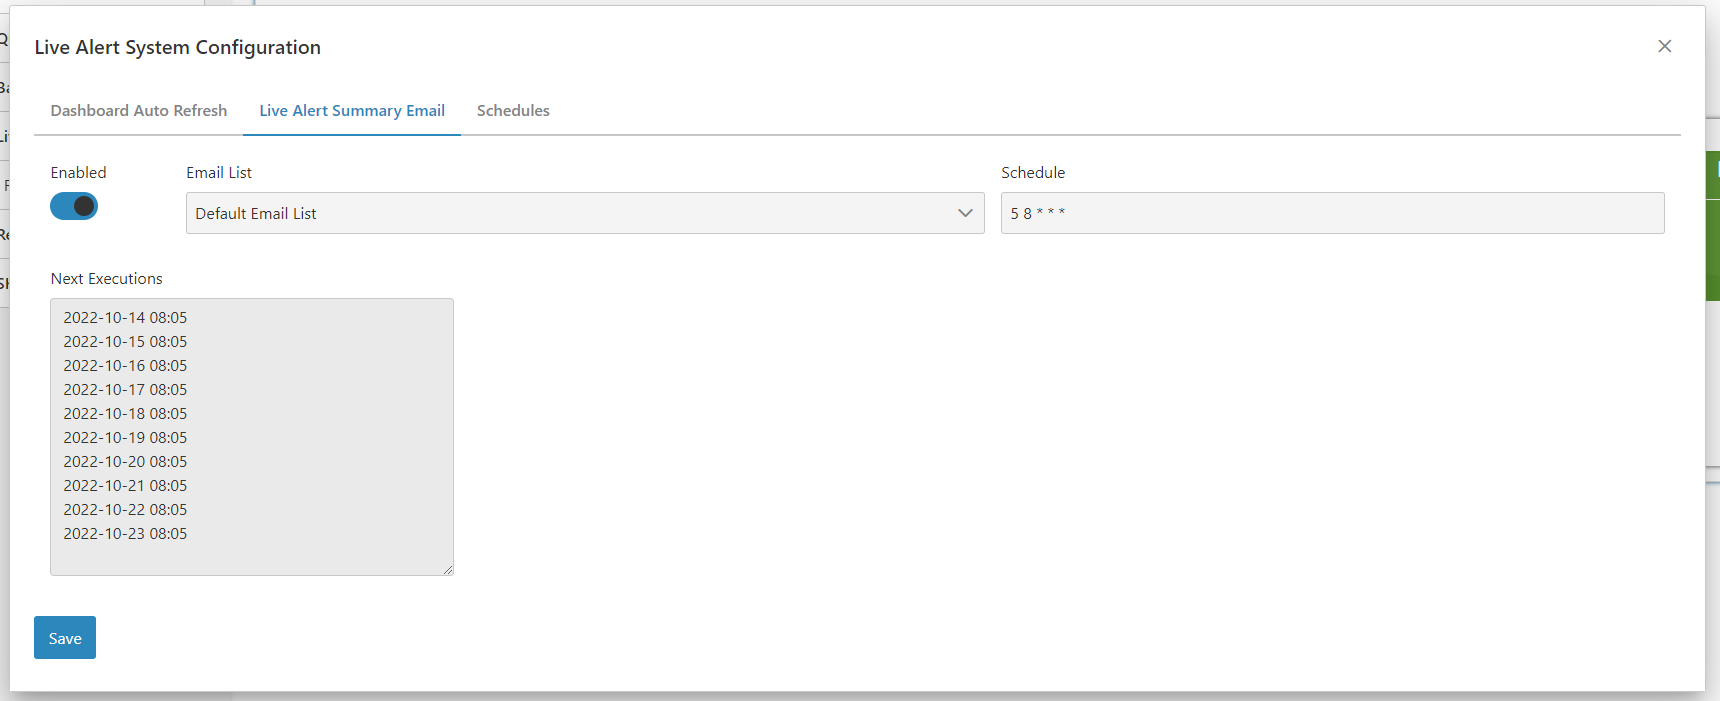 Live Alert System Configuration
Dashboard Auto Refresh Live Alert Summary Email Schedules
Enabled Email List Schedule
Default Email List 5 8 * * *
Next Executions
2022-10-14 08:05
2022-10-15 08:05
2022-10-16 08:05
2022-10-17 08:05
2022-10-18 08:05
2022-10-19 08:05
2022-10-20 08:05
2022-10-21 08:05
2022-10-22 08:05
2022-10-23 08:05
Save